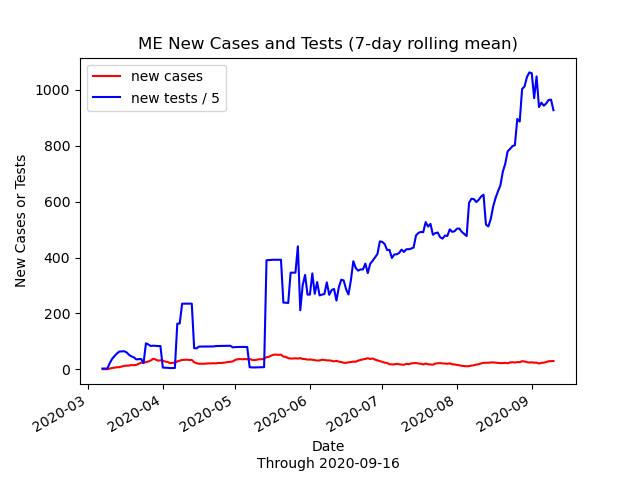 ME New Cases and Tests (7-day rolling mean)
new cases
new tests / 5
New Cases or Tests
1000
800
600
400
200
0
2020-03
2020-04
2020-05
2020-06
2020-07
2020-08
2020-09
Date
Through 2020-09-16